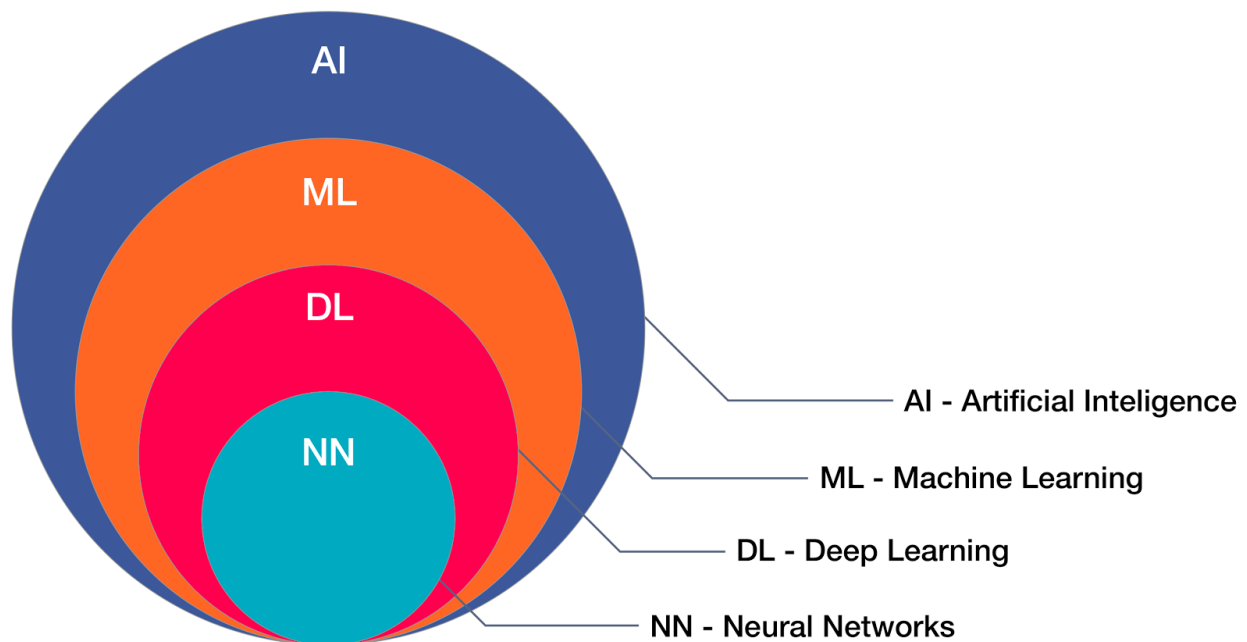 AI
ML
DL
NN
AI - Artificial Inteligence
ML - Machine Learning
DL - Deep Learning
NN - Neural Networks